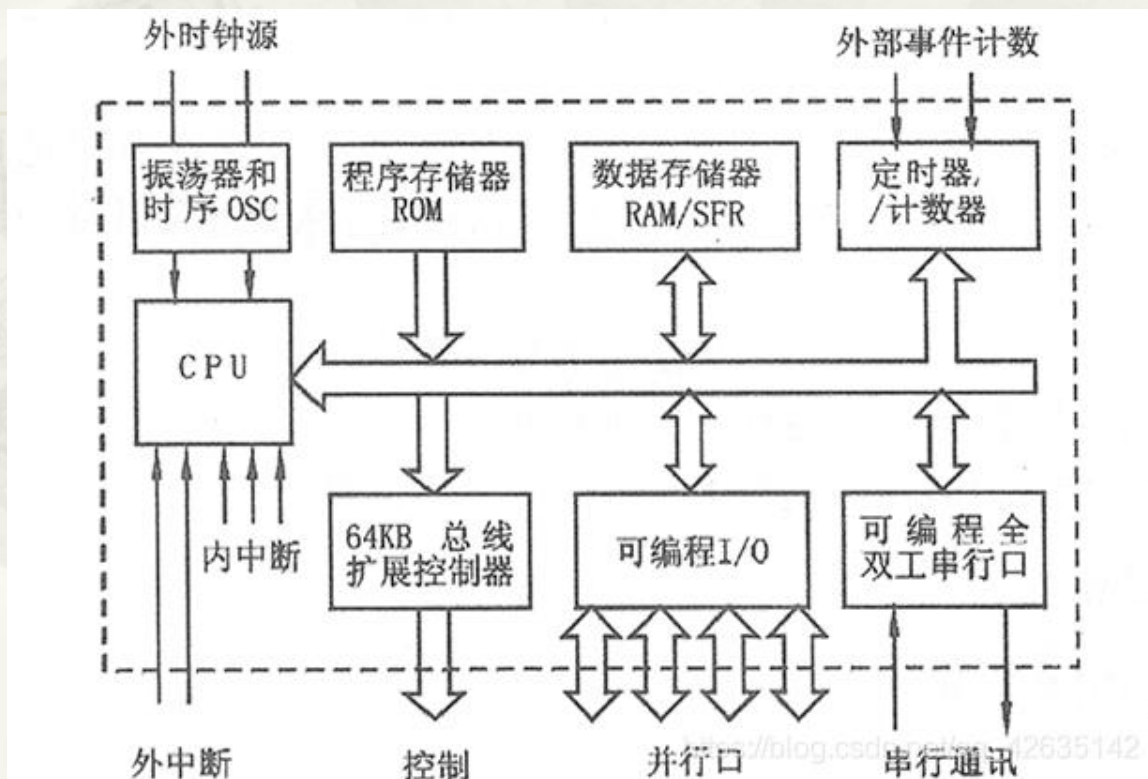 外时钟源
外部事件计数
振荡器和
时序OSC
程序存储器
ROM
数据存储器
RAM/SFR
定时器/
/计数器
CPU
内中断
64KB 总线
扩展控制器
可编程I/O
可编程全
双工串行口
外中断
控制
并行口
串行通讯